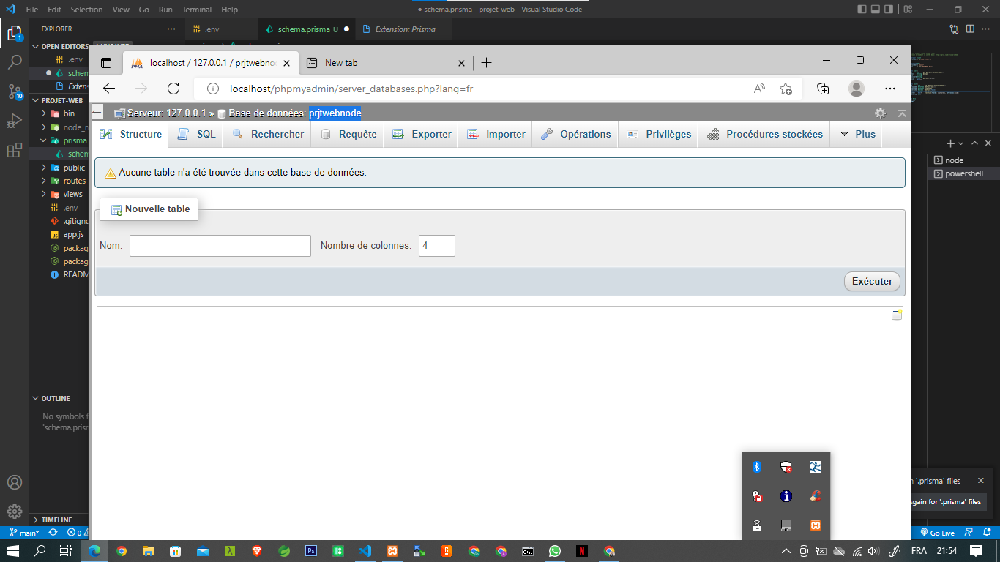 File Edit Selection View Go Run Terminal Help
● schema.prisma - projet-web - Visual Studio Code
EXPLORER
.env
schema.prisma U
Extension: Prisma
OPEN EDITORS
.env
schem
Extens
PROJET-WEB
bin
node_m
prisma
schem
public
routes
views
.env
.gitigno
app.js
packag
packag
README
OUTLINE
No symbols f
'schema.prism
TIMELINE
main*
0
localhost / 127.0.0.1 / prjtwebno
New tab
localhost/phpmyadmin/server_databases.php?lang=fr
Serveur: 127.0.0.1 » Base de données: prjtwebnode
Structure SQL Rechercher Requête Exporter Importer Opérations Privilèges Procédures stockées Plus
Aucune table n'a été trouvée dans cette base de données.
Nouvelle table
Nom:
Nombre de colonnes: 4
Exécuter
node
powershell
'.prisma' files
gain for '.prisma' files
Go Live
FRA 21:54